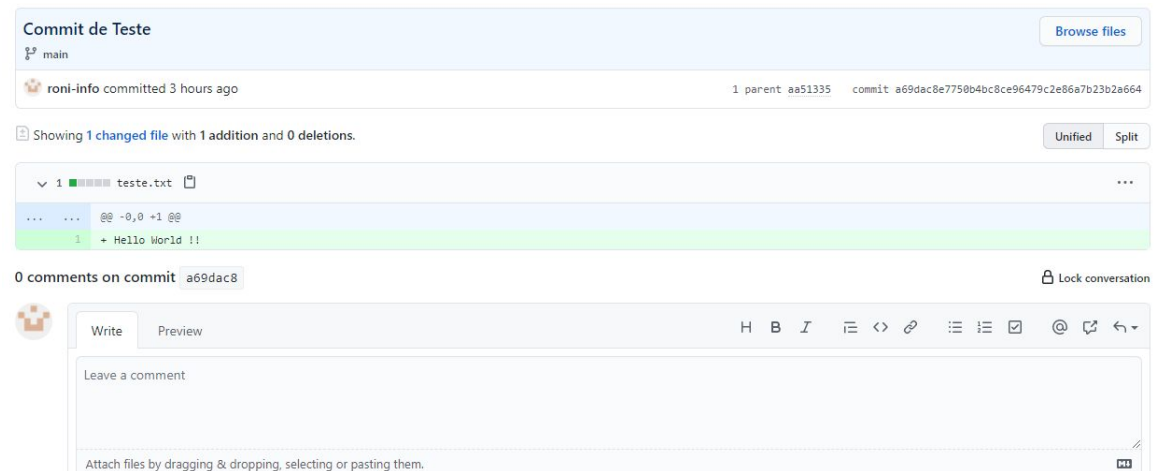 Commit de Teste
Browse files
main
roni-info committed 3 hours ago
1 parent aa51335 commit a69dac8e7750b4bc8ce96479c2e86a7b23b2a664
Showing 1 changed file with 1 addition and 0 deletions.
Unified Split
1 teste.txt
... ... @@ -0,0 +1 @@
1 + Hello World !!
0 comments on commit a69dac8
Lock conversation
Write Preview
Leave a comment
Attach files by dragging & dropping, selecting or pasting them.